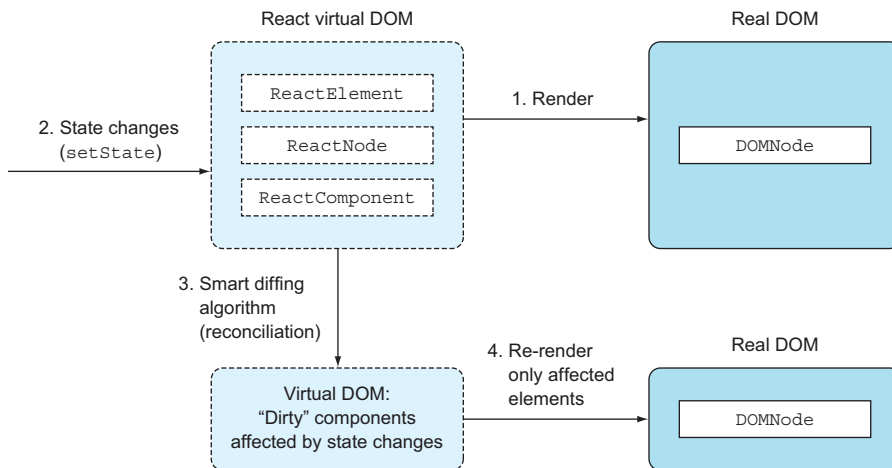 React virtual DOM
Real DOM
ReactElement
ReactNode
ReactComponent
1. Render
DOMNode
2. State changes
(setState)
3. Smart diffing
algorithm
(reconciliation)
Virtual DOM:
“Dirty” components
affected by state changes
4. Re-render
only affected
elements
Real DOM
DOMNode